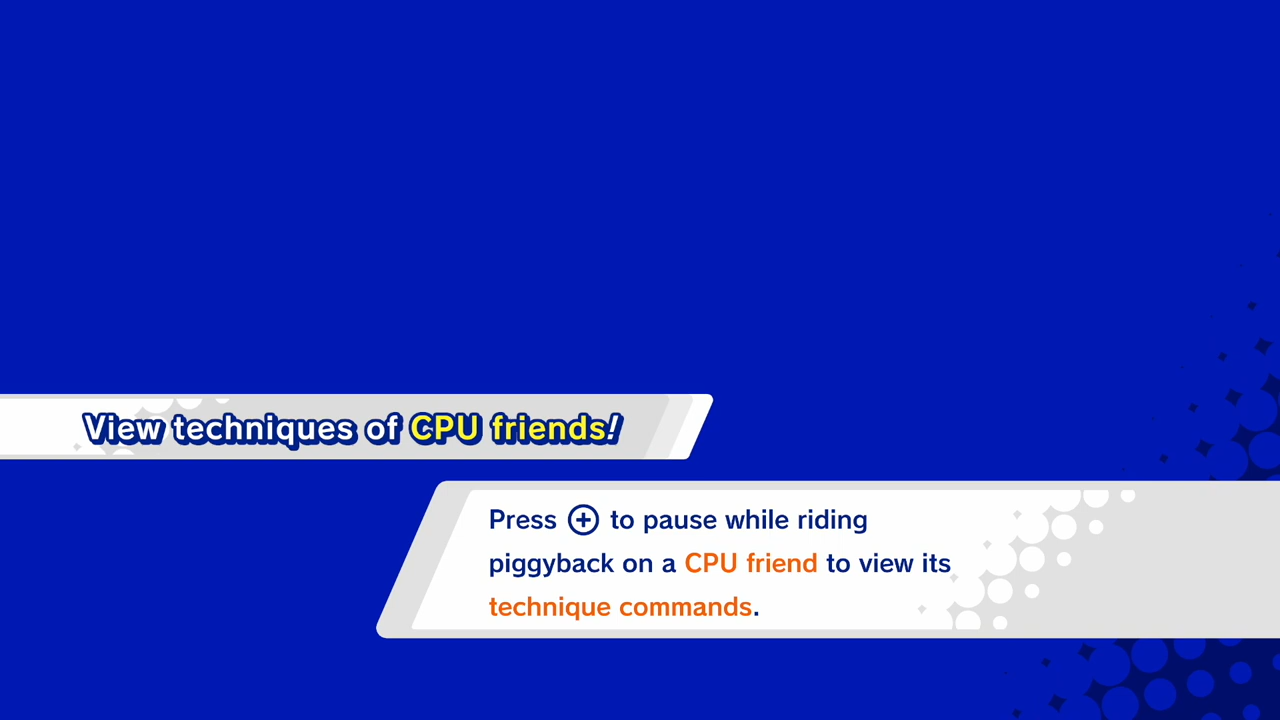 View techniques of CPU friends!
Press ⊕ to pause while riding
piggyback on a CPU friend to view its
technique commands.